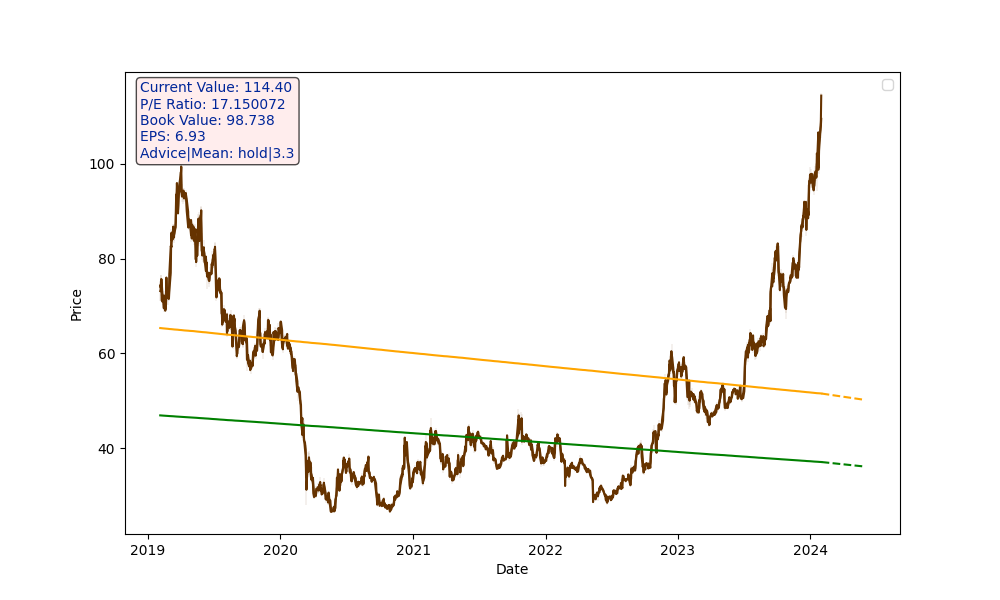 Current Value: 114.40
P/E Ratio: 17.150072
Book Value: 98.738
EPS: 6.93
Advice|Mean: hold|3.3
100
80
60
40
Price
2019 2020 2021 2022 2023 2024
Date